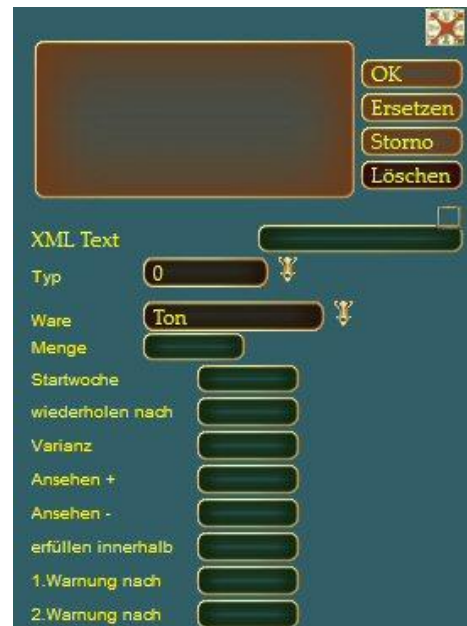 OK
Ersetzen
Storno
Löschen
XML Text
Typ 0
Ware Ton
Menge
Startwoche
wiederholen nach
Varianz
Ansehen +
Ansehen -
erfüllen innerhalb
1.Warnung nach
2.Warnung nach